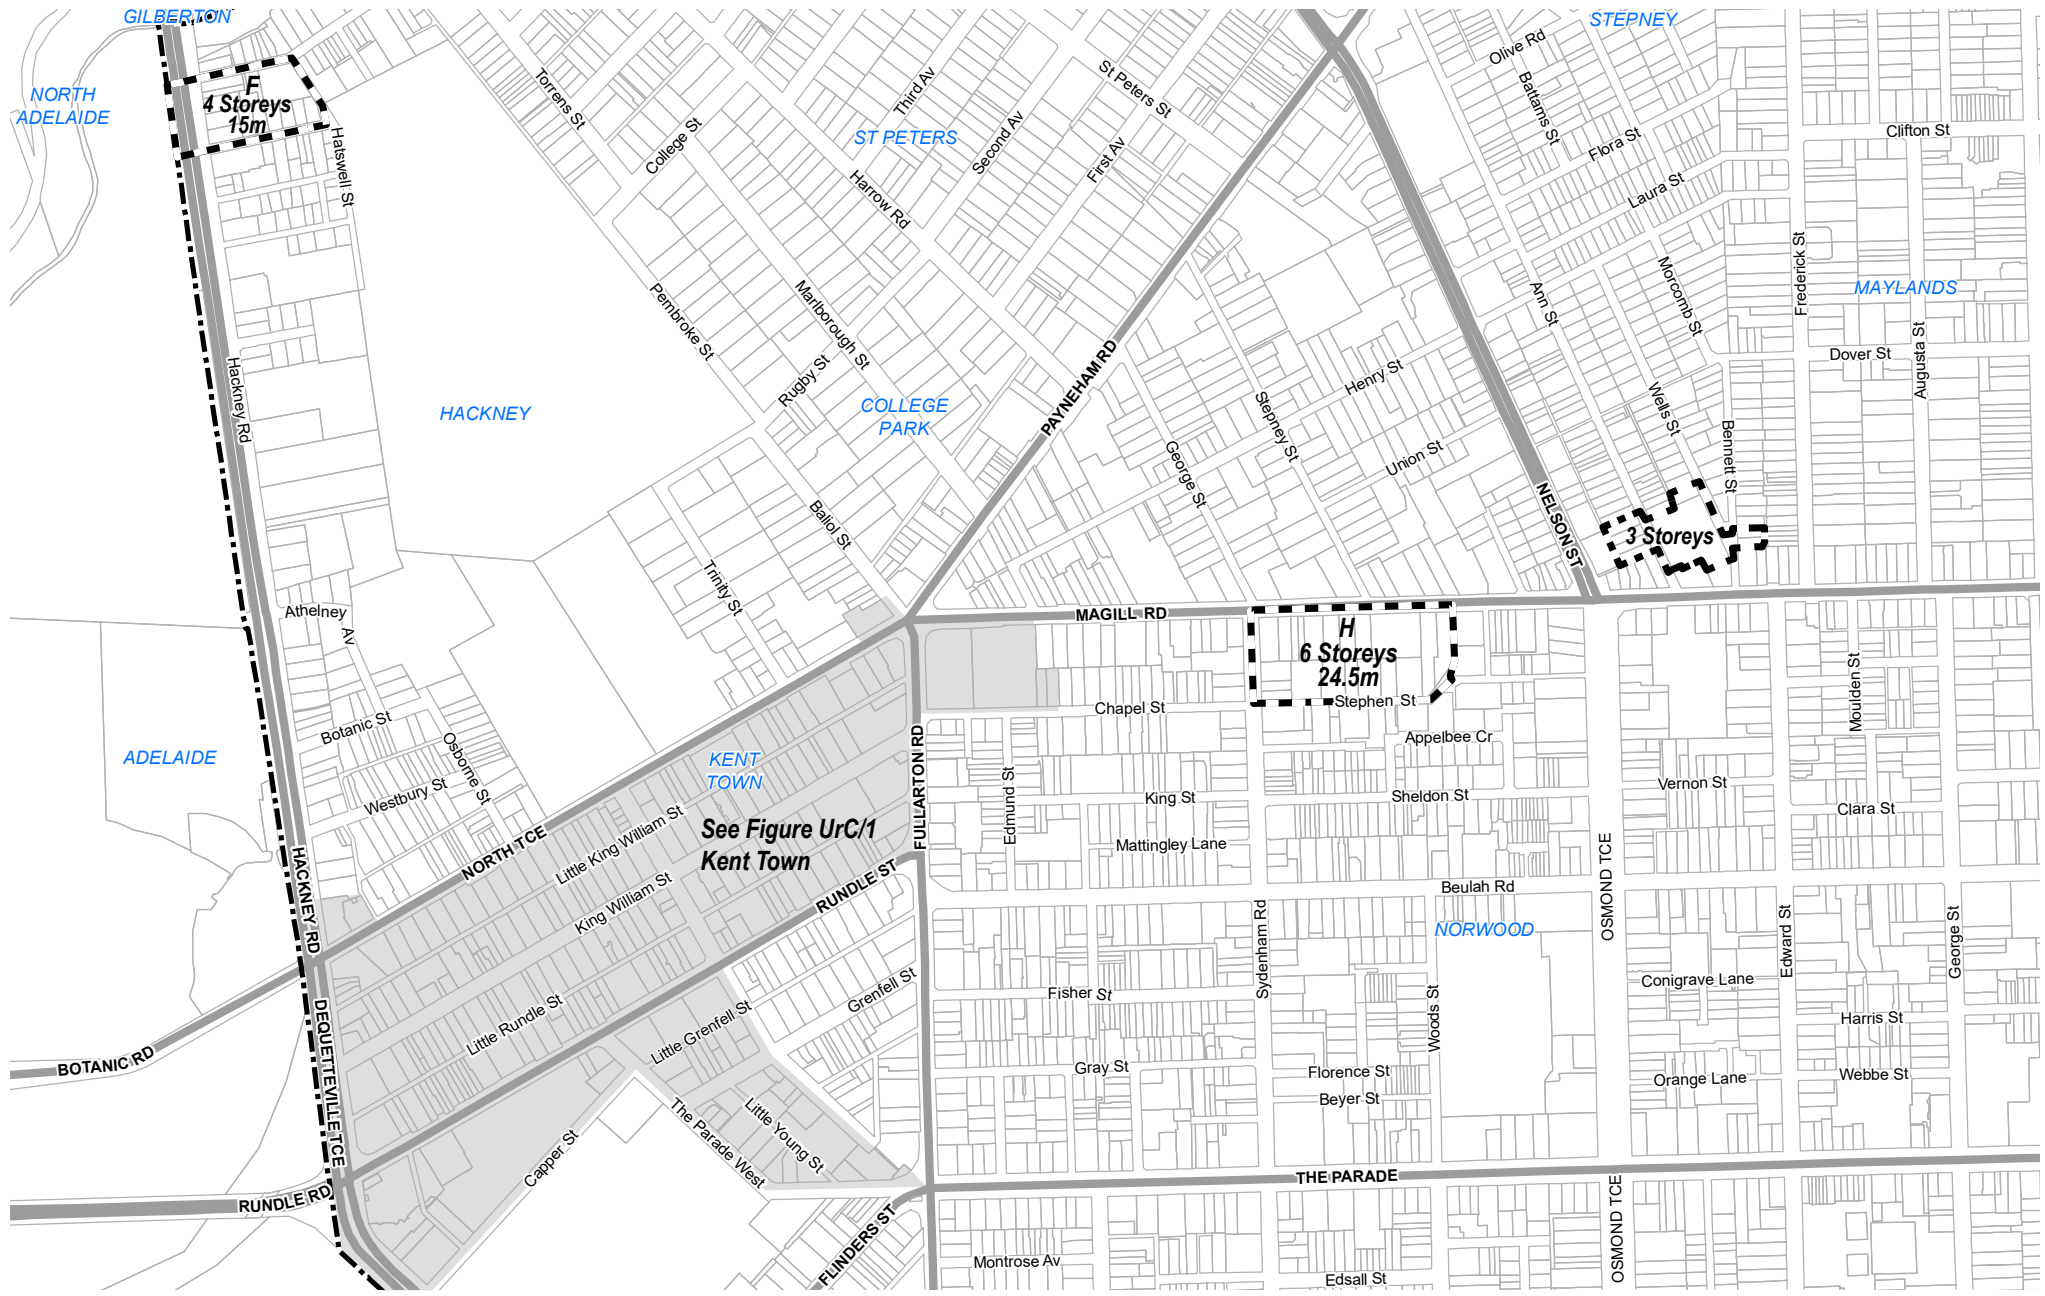 GILBERTON
STEPNEY
NORTH
ADELAIDE
F
4 Storeys
15m
Hatswell St
Torrens St
College St
Third Av
ST PETERS
Second Av
St Peters St
First Av
Harrow Rd
Olive Rd
Battams St
Flora St
Laura St
Clifton St
Frederick St
Morcomb St
Ann St
MAYLANDS
Augusta St
Dover St
Pembroke St
Marlborough St
Rugby St
Hackney Rd
HACKNEY
COLLEGE
PARK
PAYNEHAM RD
Henry St
Stepney St
Union St
George St
Wells St
Bennett St
NELSON ST
3 Storeys
Baliol St
Trinity St
Athelney
Av
MAGILL RD
H
6 Storeys
24.5m
Stephen St
Chapel St
Appelbee Cr
Moulden St
Botanic St
Osborne St
Westbury St
ADELAIDE
KENT
TOWN
FULLARTON RD
Edmund St
King St
Sheldon St
Vernon St
Clara St
Mattingley Lane
See Figure UrC/1
Kent Town
NORTH TCE
Little King William St
King William St
RUNDLE ST
HACKNEY RD
Beulah Rd
OSMOND TCE
NORWOOD
Sydenham Rd
Edward St
George St
Grenfell St
Fisher St
Woods St
Conigrave Lane
Harris St
Little Rundle St
Little Grenfell St
BOTANIC RD
DEQUETTEVILLE TCE
Gray St
Florence St
Beyer St
Orange Lane
Webbe St
The Parade West
Little Young St
Capper St
RUNDLE RD
THE PARADE
FLINDERS ST
OSMOND TCE
Montrose Av
Edsall St